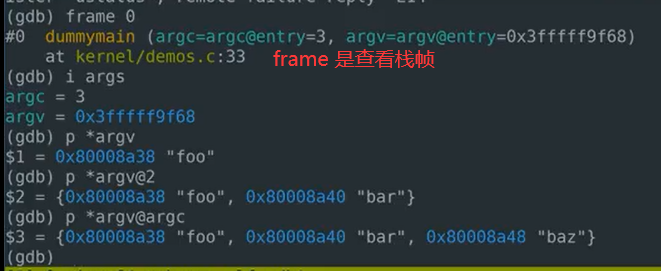 (gdb) frame 0
#0  dummymain (argc=argc@entry=3, argv=argv@entry=0x3fffff9f68)
    at kernel/demos.c:33 frame 是查看栈帧
(gdb) i args
argc = 3
argv = 0x3fffff9f68
(gdb) p *argv
$1 = 0x80008a38 "foo"
(gdb) p *argv@2
$2 = {0x80008a38 "foo", 0x80008a40 "bar"}
(gdb) p *argv@argc
$3 = {0x80008a38 "foo", 0x80008a40 "bar", 0x80008a48 "baz"}
(gdb)